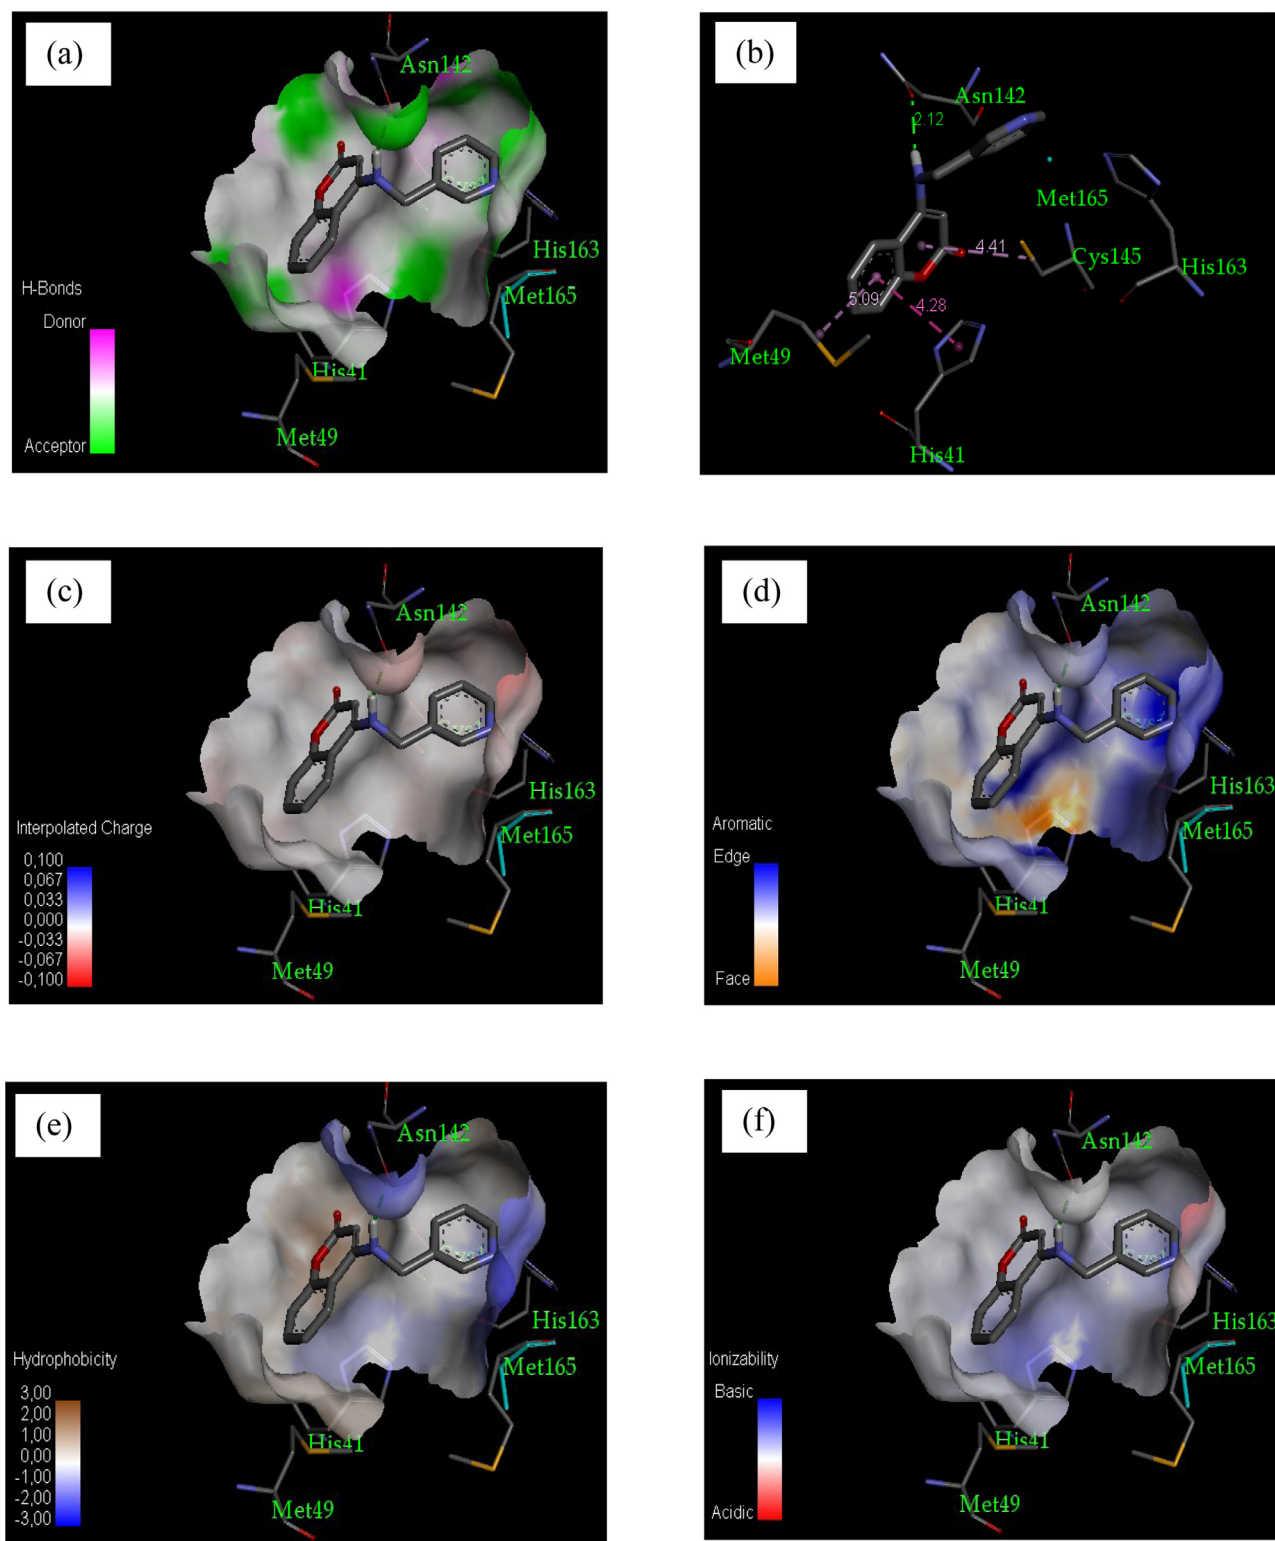 (a)
Asn142
His163
Met165
H-Bonds
Donor
Acceptor
His41
Met49
(b)
Asn142
2.12
Met165
4.41
Cys145
His163
5.09
4.28
Met49
His41
(c)
Asn142
His163
Met165
Interpolated Charge
0,100
0,067
0,033
0,000
-0,033
-0,067
-0,100
His41
Met49
(d)
Asn142
His163
Met165
Aromatic
Edge
Face
His41
Met49
(e)
Asn142
His163
Met165
Hydrophobicity
3,00
2,00
1,00
0,00
-1,00
-2,00
-3,00
His41
Met49
(f)
Asn142
His163
Met165
Ionizability
Basic
Acidic
His41
Met49